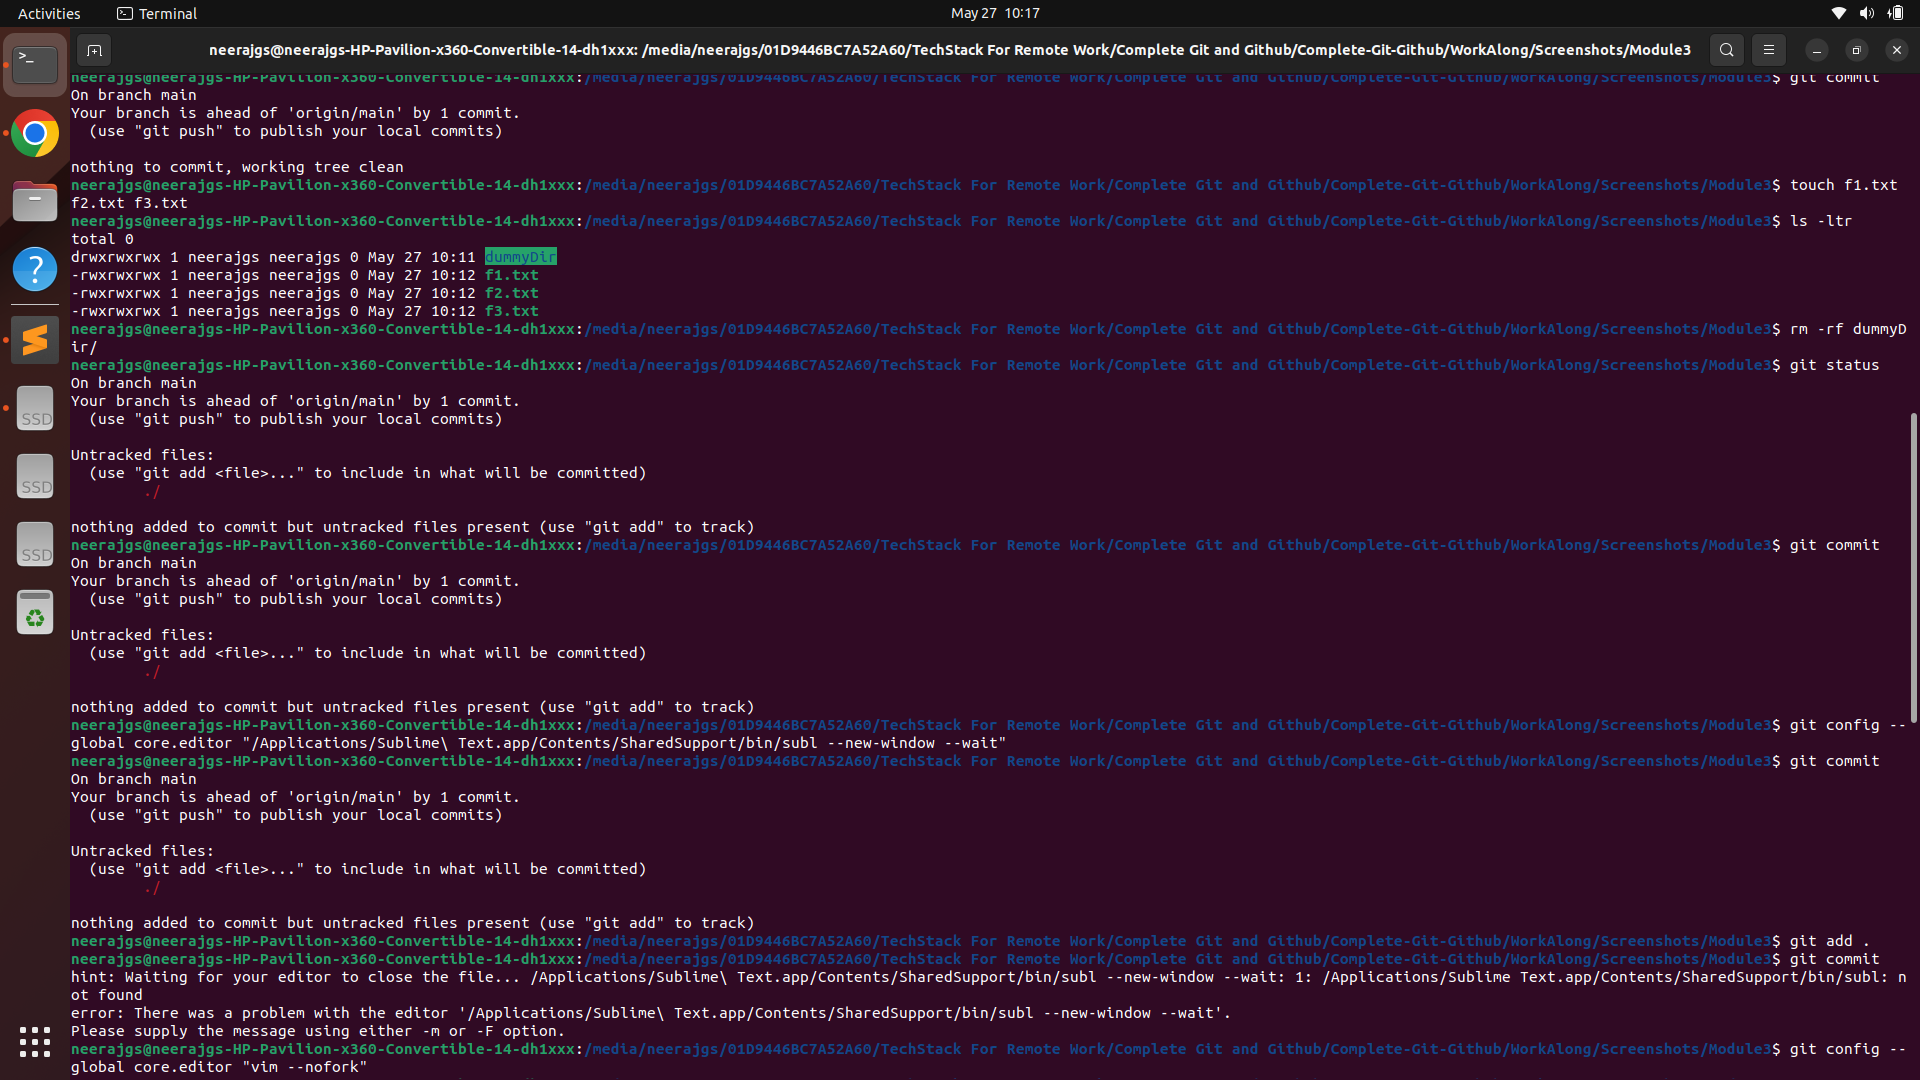 Activities
Terminal
May 27 10:17
neerajgs@neerajgs-HP-Pavilion-x360-Convertible-14-dh1xxx: /media/neerajgs/01D9446BC7A52A60/TechStack For Remote Work/Complete Git and Github/Complete-Git-Github/WorkAlong/Screenshots/Module3
neerajgs@neerajgs-HP-Pavilion-x360-Convertible-14-dh1xxx:/media/neerajgs/01D9446BC7A52A60/TechStack For Remote Work/Complete Git and Github/Complete-Git-Github/WorkAlong/Screenshots/Module3$ git commit
On branch main
Your branch is ahead of 'origin/main' by 1 commit.
  (use "git push" to publish your local commits)
nothing to commit, working tree clean
neerajgs@neerajgs-HP-Pavilion-x360-Convertible-14-dh1xxx:/media/neerajgs/01D9446BC7A52A60/TechStack For Remote Work/Complete Git and Github/Complete-Git-Github/WorkAlong/Screenshots/Module3$ touch f1.txt
f2.txt f3.txt
neerajgs@neerajgs-HP-Pavilion-x360-Convertible-14-dh1xxx:/media/neerajgs/01D9446BC7A52A60/TechStack For Remote Work/Complete Git and Github/Complete-Git-Github/WorkAlong/Screenshots/Module3$ ls -ltr
total 0
drwxrwxrwx 1 neerajgs neerajgs 0 May 27 10:11 dummyDir
-rwxrwxrwx 1 neerajgs neerajgs 0 May 27 10:12 f1.txt
-rwxrwxrwx 1 neerajgs neerajgs 0 May 27 10:12 f2.txt
-rwxrwxrwx 1 neerajgs neerajgs 0 May 27 10:12 f3.txt
neerajgs@neerajgs-HP-Pavilion-x360-Convertible-14-dh1xxx:/media/neerajgs/01D9446BC7A52A60/TechStack For Remote Work/Complete Git and Github/Complete-Git-Github/WorkAlong/Screenshots/Module3$ rm -rf dummyD
ir/
neerajgs@neerajgs-HP-Pavilion-x360-Convertible-14-dh1xxx:/media/neerajgs/01D9446BC7A52A60/TechStack For Remote Work/Complete Git and Github/Complete-Git-Github/WorkAlong/Screenshots/Module3$ git status
On branch main
Your branch is ahead of 'origin/main' by 1 commit.
  (use "git push" to publish your local commits)
Untracked files:
  (use "git add <file>..." to include in what will be committed)
        ./
nothing added to commit but untracked files present (use "git add" to track)
neerajgs@neerajgs-HP-Pavilion-x360-Convertible-14-dh1xxx:/media/neerajgs/01D9446BC7A52A60/TechStack For Remote Work/Complete Git and Github/Complete-Git-Github/WorkAlong/Screenshots/Module3$ git commit
On branch main
Your branch is ahead of 'origin/main' by 1 commit.
  (use "git push" to publish your local commits)
Untracked files:
  (use "git add <file>..." to include in what will be committed)
        ./
nothing added to commit but untracked files present (use "git add" to track)
neerajgs@neerajgs-HP-Pavilion-x360-Convertible-14-dh1xxx:/media/neerajgs/01D9446BC7A52A60/TechStack For Remote Work/Complete Git and Github/Complete-Git-Github/WorkAlong/Screenshots/Module3$ git config --
global core.editor "/Applications/Sublime\ Text.app/Contents/SharedSupport/bin/subl --new-window --wait"
neerajgs@neerajgs-HP-Pavilion-x360-Convertible-14-dh1xxx:/media/neerajgs/01D9446BC7A52A60/TechStack For Remote Work/Complete Git and Github/Complete-Git-Github/WorkAlong/Screenshots/Module3$ git commit
On branch main
Your branch is ahead of 'origin/main' by 1 commit.
  (use "git push" to publish your local commits)
Untracked files:
  (use "git add <file>..." to include in what will be committed)
        ./
nothing added to commit but untracked files present (use "git add" to track)
neerajgs@neerajgs-HP-Pavilion-x360-Convertible-14-dh1xxx:/media/neerajgs/01D9446BC7A52A60/TechStack For Remote Work/Complete Git and Github/Complete-Git-Github/WorkAlong/Screenshots/Module3$ git add .
neerajgs@neerajgs-HP-Pavilion-x360-Convertible-14-dh1xxx:/media/neerajgs/01D9446BC7A52A60/TechStack For Remote Work/Complete Git and Github/Complete-Git-Github/WorkAlong/Screenshots/Module3$ git commit
hint: Waiting for your editor to close the file... /Applications/Sublime\ Text.app/Contents/SharedSupport/bin/subl --new-window --wait: 1: /Applications/Sublime Text.app/Contents/SharedSupport/bin/subl: n
ot found
error: There was a problem with the editor '/Applications/Sublime\ Text.app/Contents/SharedSupport/bin/subl --new-window --wait'.
Please supply the message using either -m or -F option.
neerajgs@neerajgs-HP-Pavilion-x360-Convertible-14-dh1xxx:/media/neerajgs/01D9446BC7A52A60/TechStack For Remote Work/Complete Git and Github/Complete-Git-Github/WorkAlong/Screenshots/Module3$ git config --
global core.editor "vim --nofork"
SSD
SSD
SSD